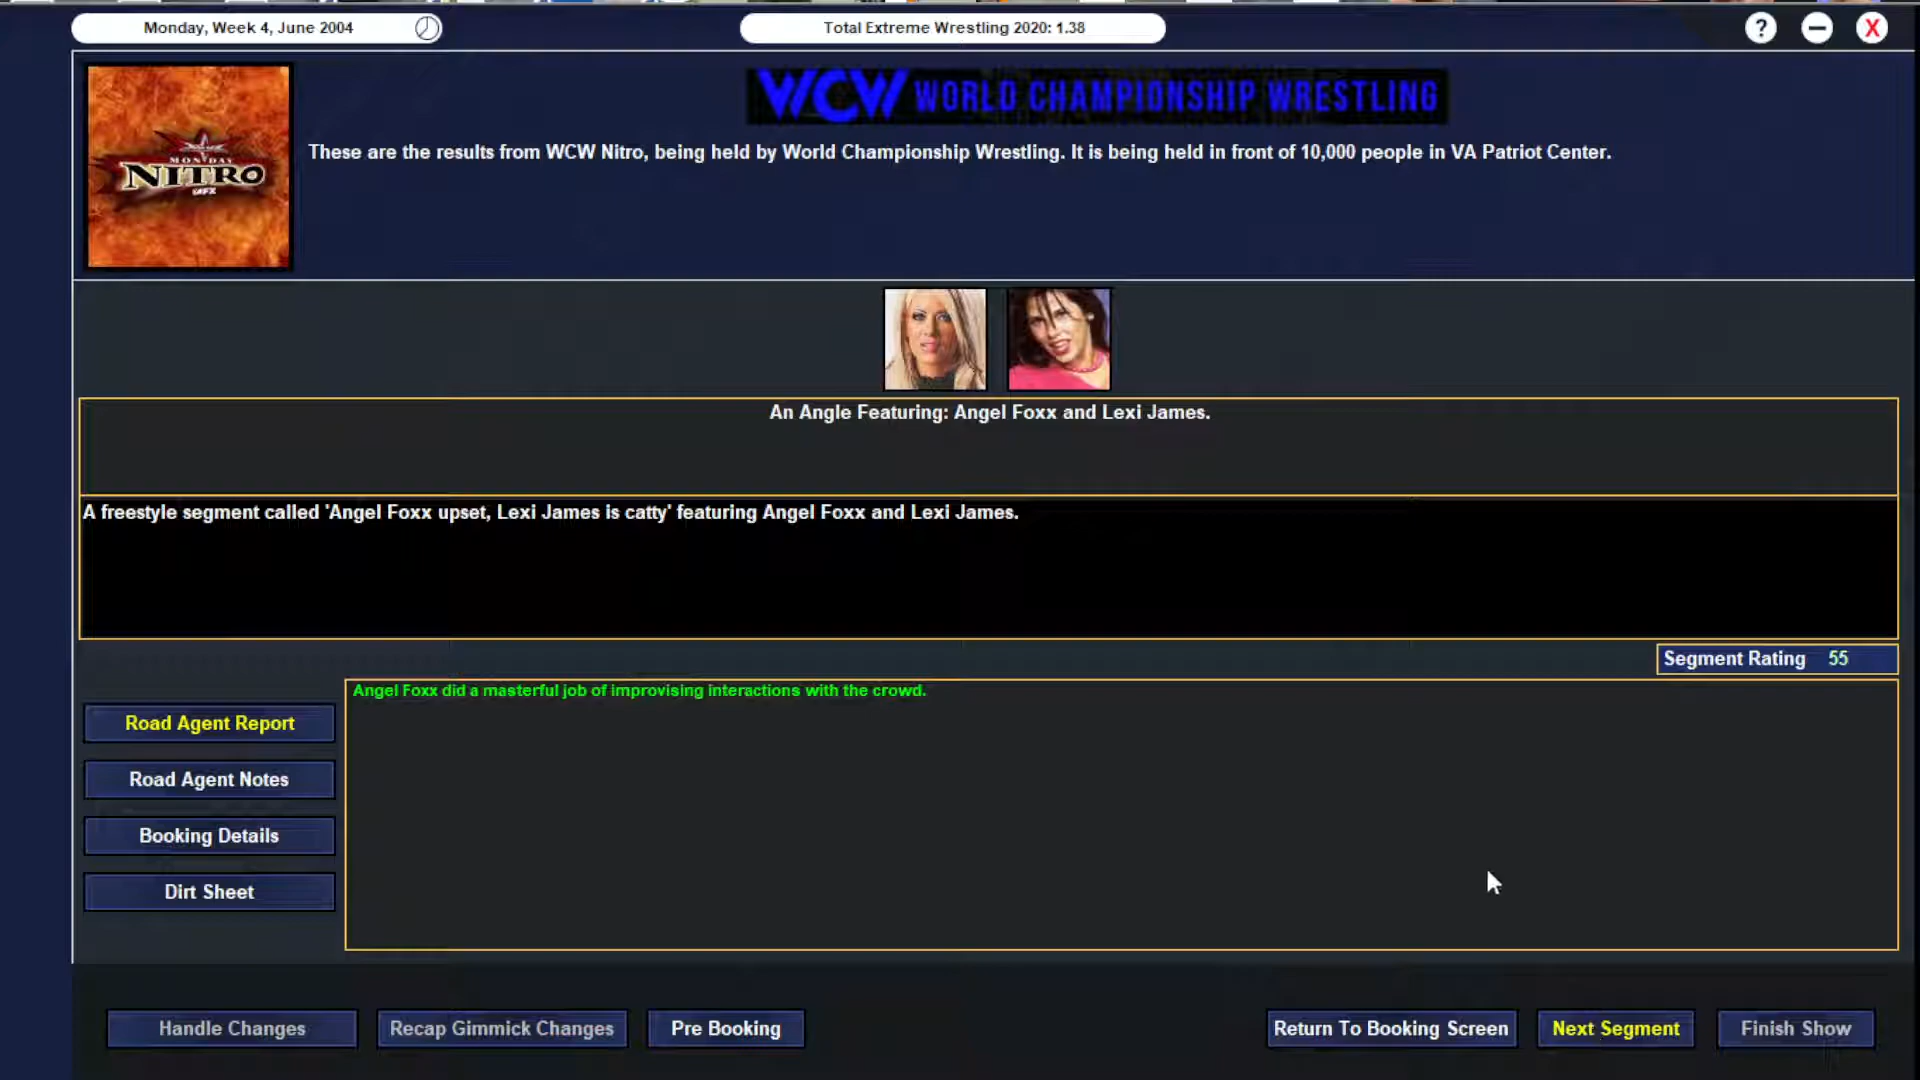 Monday, Week 4, June 2004
Total Extreme Wrestling 2020: 1.38
?
X
WCW WORLD CHAMPIONSHIP WRESTLING
MONDAY
NITRO
These are the results from WCW Nitro, being held by World Championship Wrestling. It is being held in front of 10,000 people in VA Patriot Center.
An Angle Featuring: Angel Foxx and Lexi James.
A freestyle segment called 'Angel Foxx upset, Lexi James is catty' featuring Angel Foxx and Lexi James.
Segment Rating 55
Angel Foxx did a masterful job of improvising interactions with the crowd.
Road Agent Report
Road Agent Notes
Booking Details
Dirt Sheet
Handle Changes
Recap Gimmick Changes
Pre Booking
Return To Booking Screen
Next Segment
Finish Show